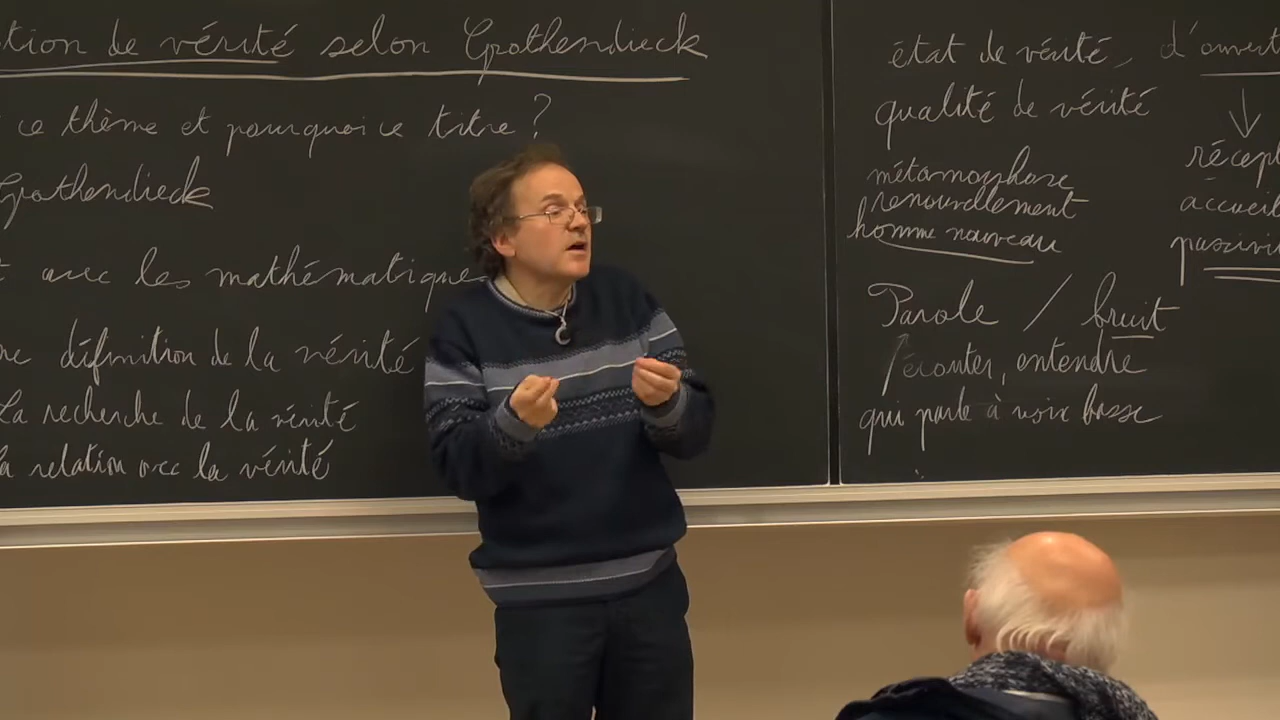 tion de vérité selon Grothendieck
ce thème et pourquoi ce titre ?
Grothendieck
avec les mathématiques
définition de la vérité
La recherche de la vérité
la relation avec la vérité
état de vérité, d'ouvert
qualité de vérité
métamorphose
renouvellement
homme nouveau
Parole / bruit
écouter, entendre
qui parle à voix basse
↓
récep
accueil
passivi